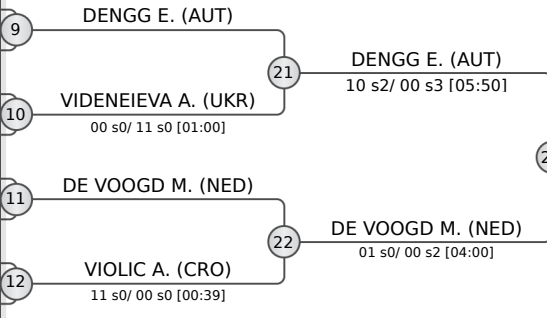 9
DENGG E. (AUT)
21
DENGG E. (AUT)
10 s2/ 00 s3 [05:50]
10
VIDENEIEVA A. (UKR)
00 s0/ 11 s0 [01:00]
11
DE VOOGD M. (NED)
22
DE VOOGD M. (NED)
01 s0/ 00 s2 [04:00]
12
VIOLIC A. (CRO)
11 s0/ 00 s0 [00:39]